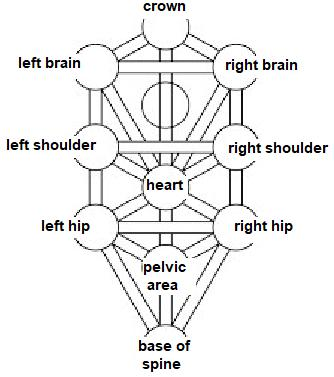 crown
left brain
right brain
left shoulder
right shoulder
heart
left hip
right hip
pelvic
area
base of
spine